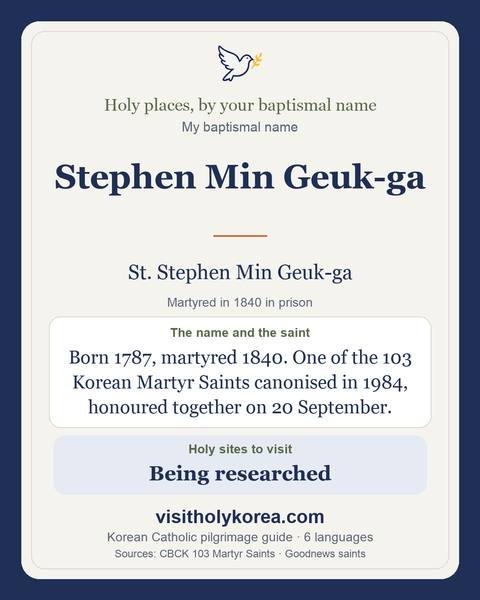 Holy places, by your baptismal name
My baptismal name
Stephen Min Geuk-ga
St. Stephen Min Geuk-ga
Martyred in 1840 in prison
The name and the saint
Born 1787, martyred 1840. One of the 103
Korean Martyr Saints canonised in 1984,
honoured together on 20 September.
Holy sites to visit
Being researched
visitholykorea.com
Korean Catholic pilgrimage guide · 6 languages
Sources: CBCK 103 Martyr Saints · Goodnews saints